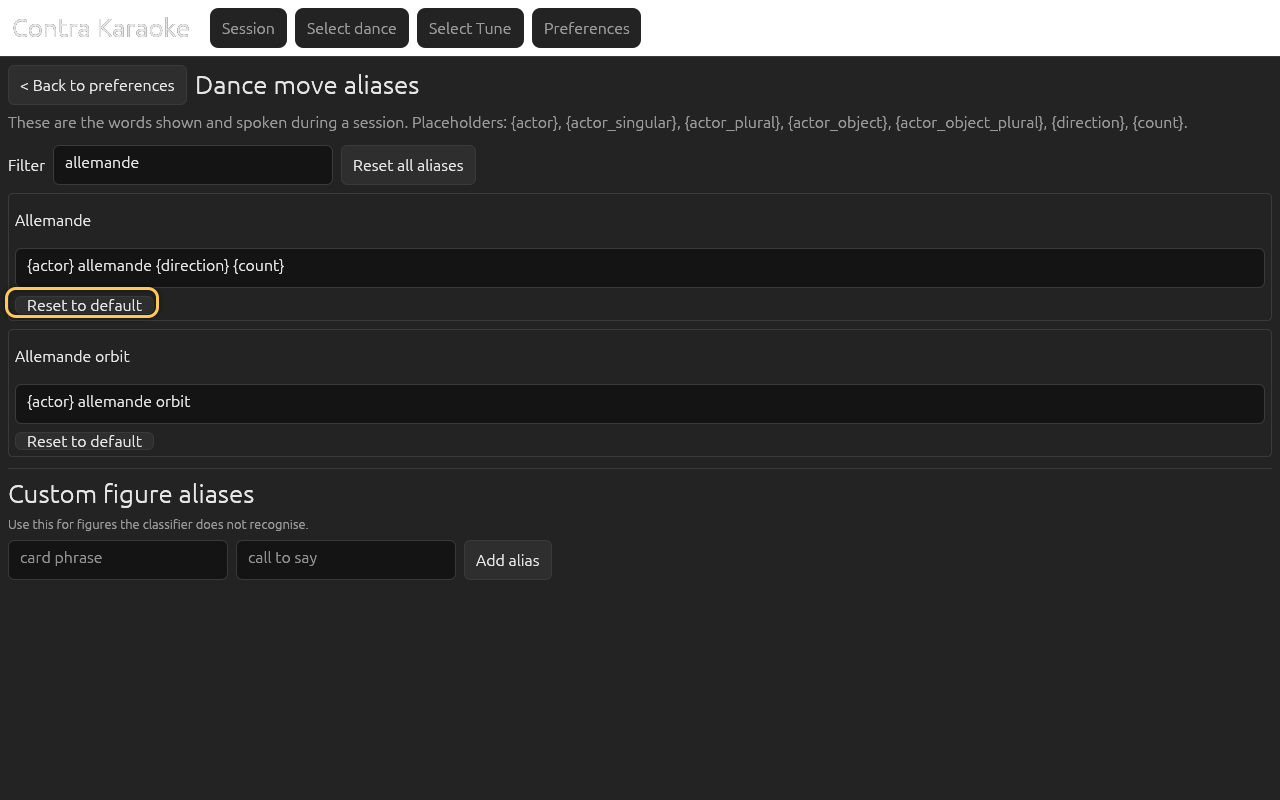 Contra Karaoke Session Select dance Select Tune Preferences
< Back to preferences Dance move aliases
These are the words shown and spoken during a session. Placeholders: {actor}, {actor_singular}, {actor_plural}, {actor_object}, {actor_object_plural}, {direction}, {count}.
Filter allemande Reset all aliases
Allemande
{actor} allemande {direction} {count}
Reset to default
Allemande orbit
{actor} allemande orbit
Reset to default
Custom figure aliases
Use this for figures the classifier does not recognise.
card phrase call to say Add alias